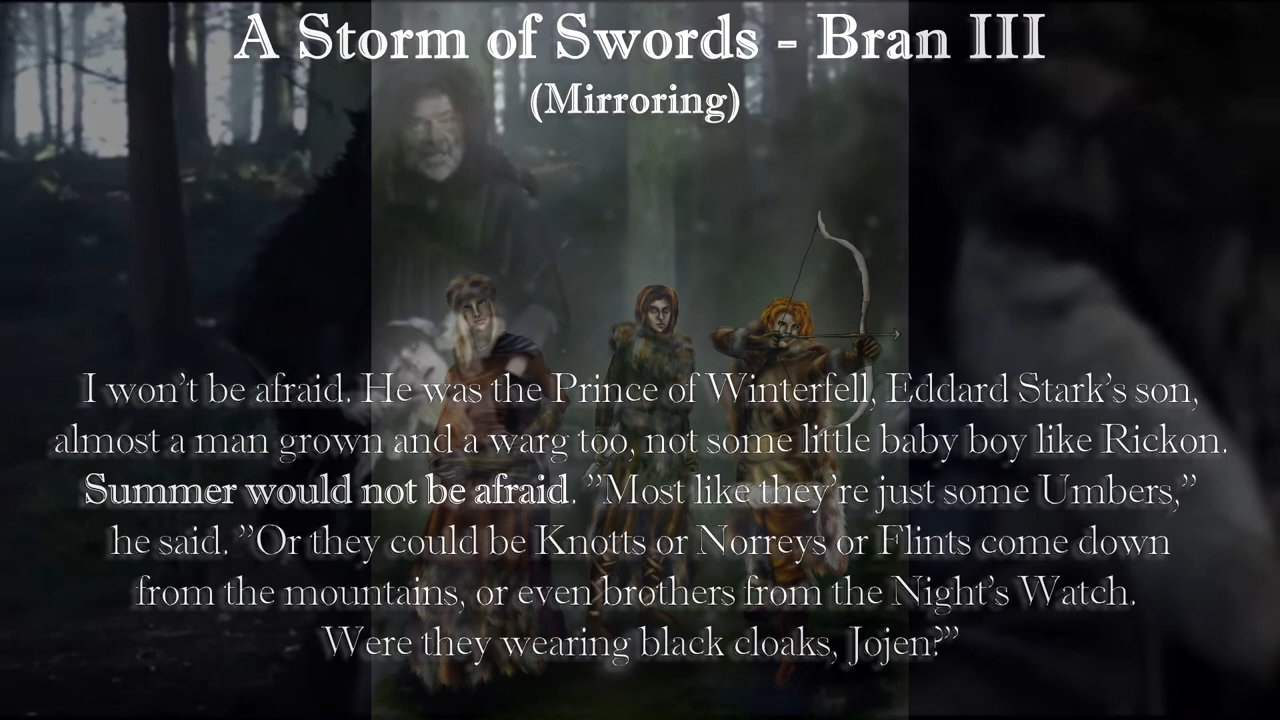 A Storm of Swords - Bran III
(Mirroring)
I won’t be afraid. He was the Prince of Winterfell, Eddard Stark’s son,
almost a man grown and a warg too, not some little baby boy like Rickon.
Summer would not be afraid. ”Most like they’re just some Umbers,”
he said. ”Or they could be Knotts or Norreys or Flints come down
from the mountains, or even brothers from the Night’s Watch.
Were they wearing black cloaks, Jojen?”